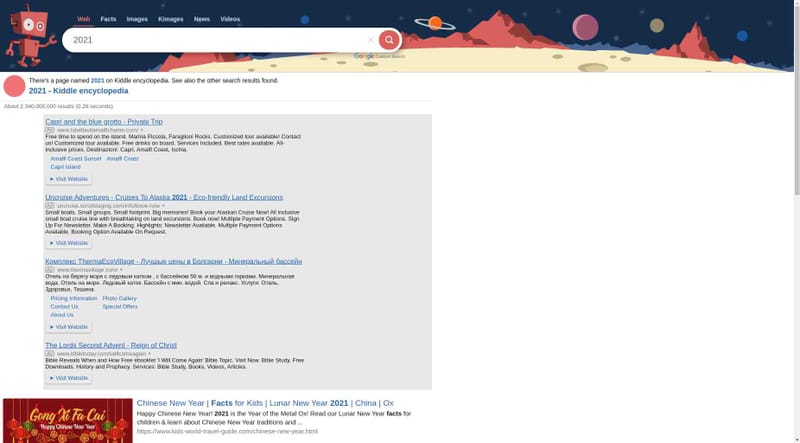 Web Facts Images Kimages News Videos
2021
Google Custom Search
There's a page named 2021 on Kiddle encyclopedia. See also the other search results found.
2021 - Kiddle encyclopedia
About 2,340,000,000 results (0.28 seconds)
Capri and the blue grotto - Private Trip
Ad www.labellavitamalficharter.com/
Free time to spend on the island. Marina Piccola, Faraglioni Rocks. Customized tour available! Contact
us! Customized tour available. Free drinks on board. Services Included. Best rates available. All-
inclusive prices. Destinazioni: Capri, Amalfi Coast, Ischia.
Amalfi Coast Sunset Amalfi Coast
Capri Island
➤ Visit Website
Uncruise Adventures - Cruises To Alaska 2021 - Eco-friendly Land Excursions
Ad uncruise.scrollstaging.com/info/book-now
Small boats. Small groups. Small footprint. Big memories! Book your Alaskan Cruise Now! All inclusive
small boat cruise line with breathtaking on land excursions. Book now! Multiple Payment Options. Sign
Up For Newsletter. Make A Booking. Highlights: Newsletter Available, Multiple Payment Options
Available, Booking Option Available On Request.
➤ Visit Website
Комплекс ThermaEcoVillage - Лучшие цены в Болгарии - Минеральный бассейн
Ad www.thermavillage.com/
Отель на берегу моря с ледовым катком , с бассейном 50 м. и водными горками. Минеральная
вода. Отель на море. Ледовый каток. Бассейн с мин. водой. Спа и релакс. Услуги: Отель,
Здоровье, Тишина.
Pricing Information Photo Gallery
Contact Us Special Offers
About Us
➤ Visit Website
The Lords Second Advent - Reign of Christ
Ad www.bibletoday.com/willcomeagain
Bible Reveals When and How Free ebooklet 'I Will Come Again' Bible Topic. Visit Now. Bible Study. Free
Downloads. History and Prophecy. Services: Bible Study, Books, Videos, Articles.
➤ Visit Website
Gong Xi Fa Cai
Happy Chinese New Year
Chinese New Year | Facts for Kids | Lunar New Year 2021 | China | Ox
Happy Chinese New Year! 2021 is the Year of the Metal Ox! Read our Lunar New Year facts for
children & learn about Chinese New Year traditions and ...
https://www.kids-world-travel-guide.com/chinese-new-year.html